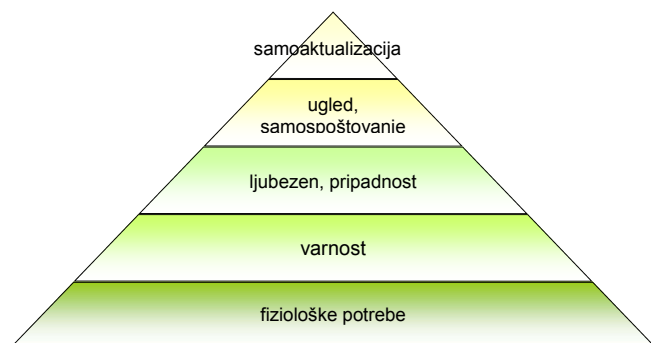 samoaktualizacija
ugled,
samospoštovanje
ljubezen, pripadnost
varnost
fiziološke potrebe